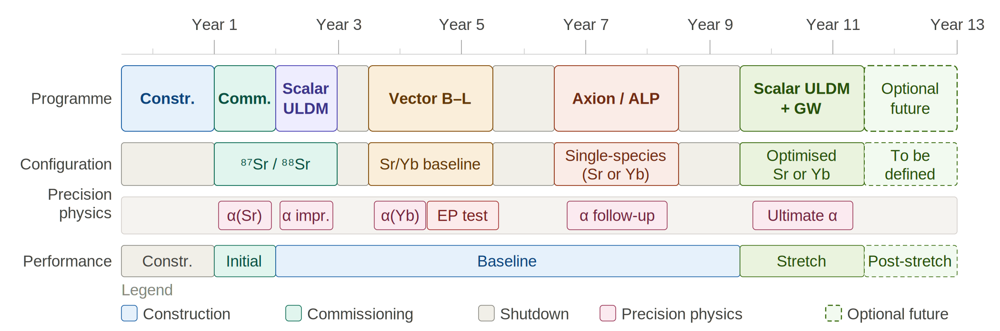 Year 1 Year 3 Year 5 Year 7 Year 9 Year 11 Year 13
Programme
Constr.
Comm.
Scalar
ULDM
Vector B–L
Axion / ALP
Scalar ULDM
+ GW
Optional
future
Configuration
⁸⁷Sr / ⁸⁸Sr
Sr/Yb baseline
Single-species
(Sr or Yb)
Optimised
Sr or Yb
To be
defined
Precision
physics
α(Sr)
α impr.
α(Yb)
EP test
α follow-up
Ultimate α
Performance
Constr.
Initial
Baseline
Stretch
Post-stretch
Legend
Construction
Commissioning
Shutdown
Precision physics
Optional future